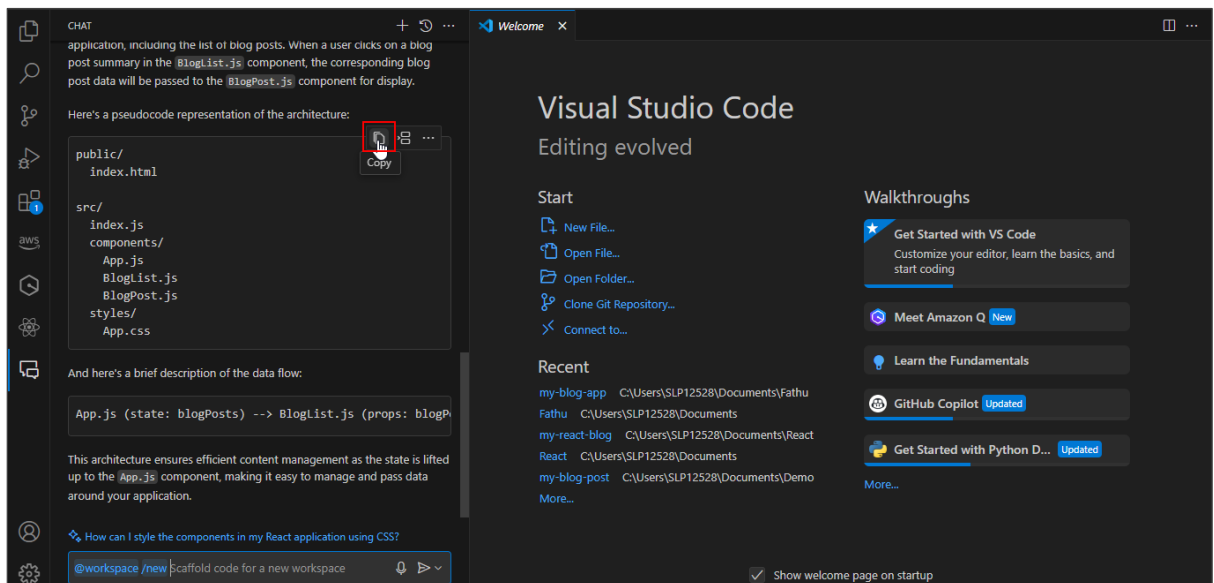 CHAT
application, including the list of blog posts. When a user clicks on a blog
post summary in the BlogList.js component, the corresponding blog
post data will be passed to the BlogPost.js component for display.
Here's a pseudocode representation of the architecture:
Copy
public/
index.html
src/
index.js
components/
App.js
BlogList.js
BlogPost.js
styles/
App.css
And here's a brief description of the data flow:
App.js (state: blogPosts) --> BlogList.js (props: blogP
This architecture ensures efficient content management as the state is lifted
up to the App.js component, making it easy to manage and pass data
around your application.
How can I style the components in my React application using CSS?
@workspace /new Scaffold code for a new workspace
1
aws
Welcome
Visual Studio Code
Editing evolved
Start
New File...
Open File...
Open Folder...
Clone Git Repository...
Connect to...
Recent
my-blog-app C:\Users\SLP12528\Documents\Fathu
Fathu C:\Users\SLP12528\Documents
my-react-blog C:\Users\SLP12528\Documents\React
React C:\Users\SLP12528\Documents
my-blog-post C:\Users\SLP12528\Documents\Demo
More...
Walkthroughs
Get Started with VS Code
Customize your editor, learn the basics, and
start coding
Meet Amazon Q New
Learn the Fundamentals
GitHub Copilot Updated
Get Started with Python D... Updated
More...
Show welcome page on startup